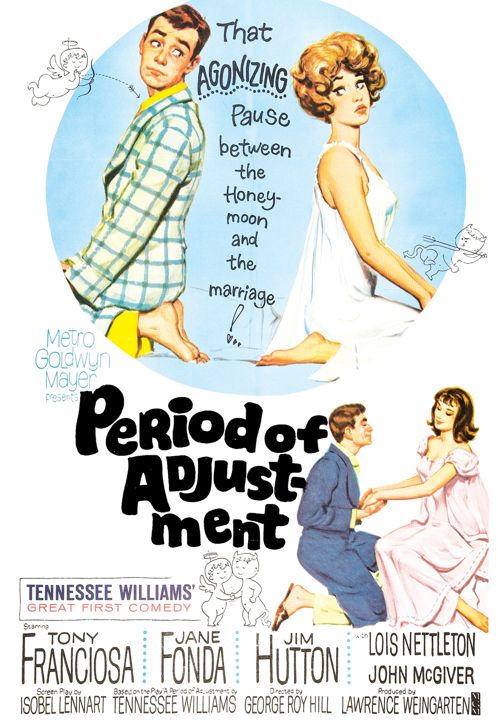 That
AGONIZING
Pause
between
the
Honey-
moon
and
the
marriage!
Metro
Goldwyn
Mayer
presents
Period of
Adjust-
ment
TENNESSEE WILLIAMS'
GREAT FIRST COMEDY
Starring
TONY FRANCIOSA
JANE FONDA
JIM HUTTON
with LOIS NETTLETON
JOHN McGIVER
Screen Play by ISOBEL LENNART
Based on the Play "A Period of Adjustment" by TENNESSEE WILLIAMS
Directed by GEORGE ROY HILL
Produced by LAWRENCE WEINGARTEN